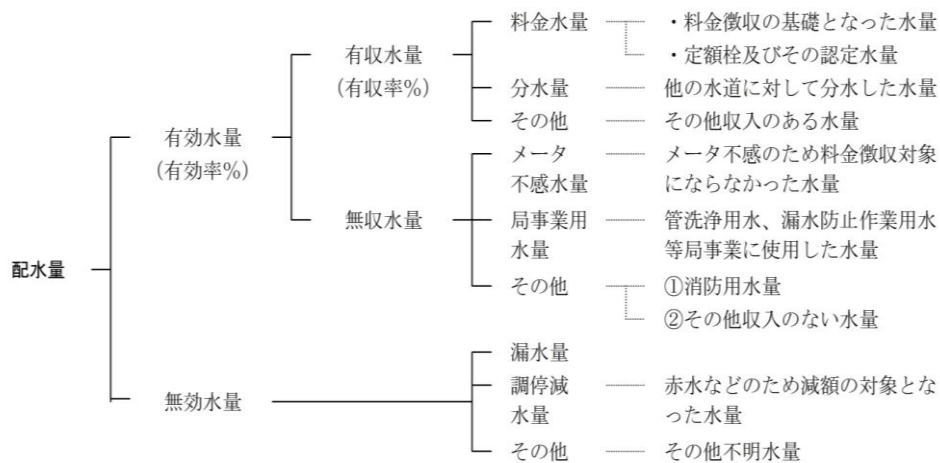 配水量
有効水量
(有効率%)
有収水量
(有収率%)
料金水量
・料金徴収の基礎となった水量
・定額栓及びその認定水量
分水量
他の水道に対して分水した水量
その他
その他収入のある水量
無収水量
メータ
不感水量
メータ不感のため料金徴収対象
にならなかった水量
局事業用
水量
管洗浄用水、漏水防止作業用水
等局事業に使用した水量
その他
①消防用水量
②その他収入のない水量
無効水量
漏水量
調停減
水量
赤水などのため減額の対象とな
った水量
その他
その他不明水量